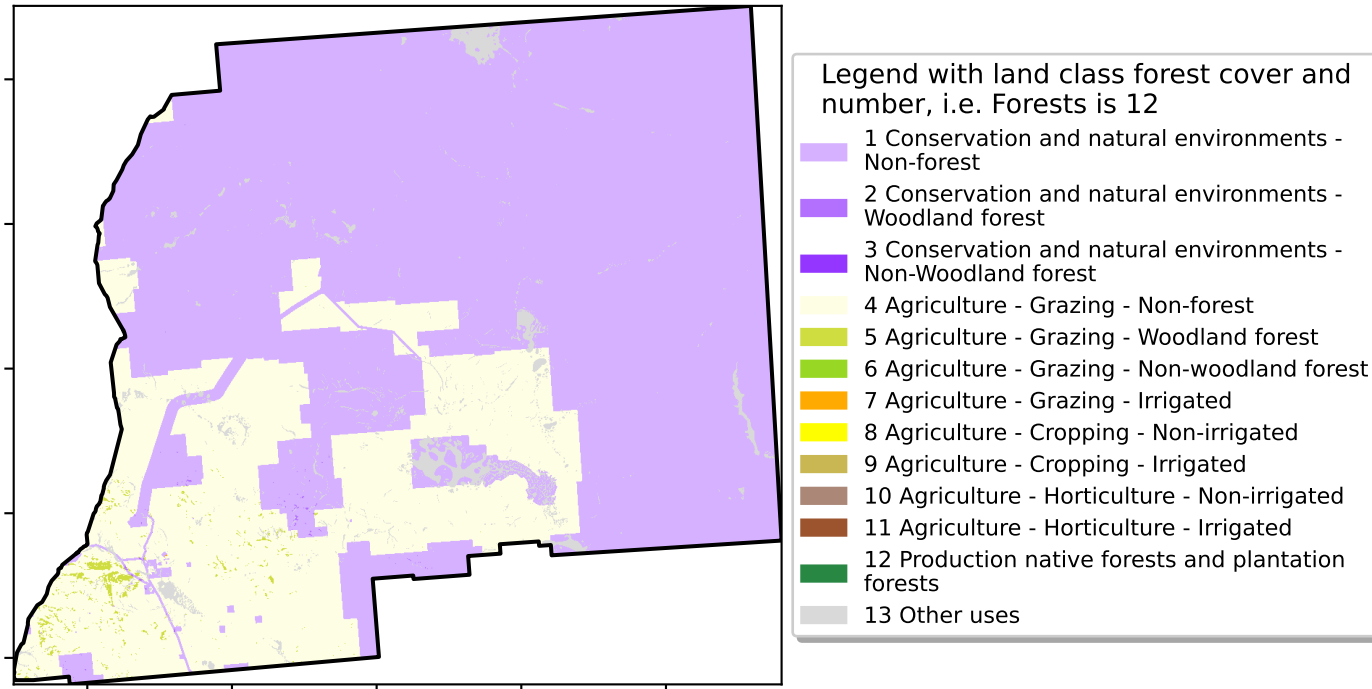 Legend with land class forest cover and
number, i.e. Forests is 12
1 Conservation and natural environments -
Non-forest
2 Conservation and natural environments -
Woodland forest
3 Conservation and natural environments -
Non-Woodland forest
4 Agriculture - Grazing - Non-forest
5 Agriculture - Grazing - Woodland forest
6 Agriculture - Grazing - Non-woodland forest
7 Agriculture - Grazing - Irrigated
8 Agriculture - Cropping - Non-irrigated
9 Agriculture - Cropping - Irrigated
10 Agriculture - Horticulture - Non-irrigated
11 Agriculture - Horticulture - Irrigated
12 Production native forests and plantation
forests
13 Other uses